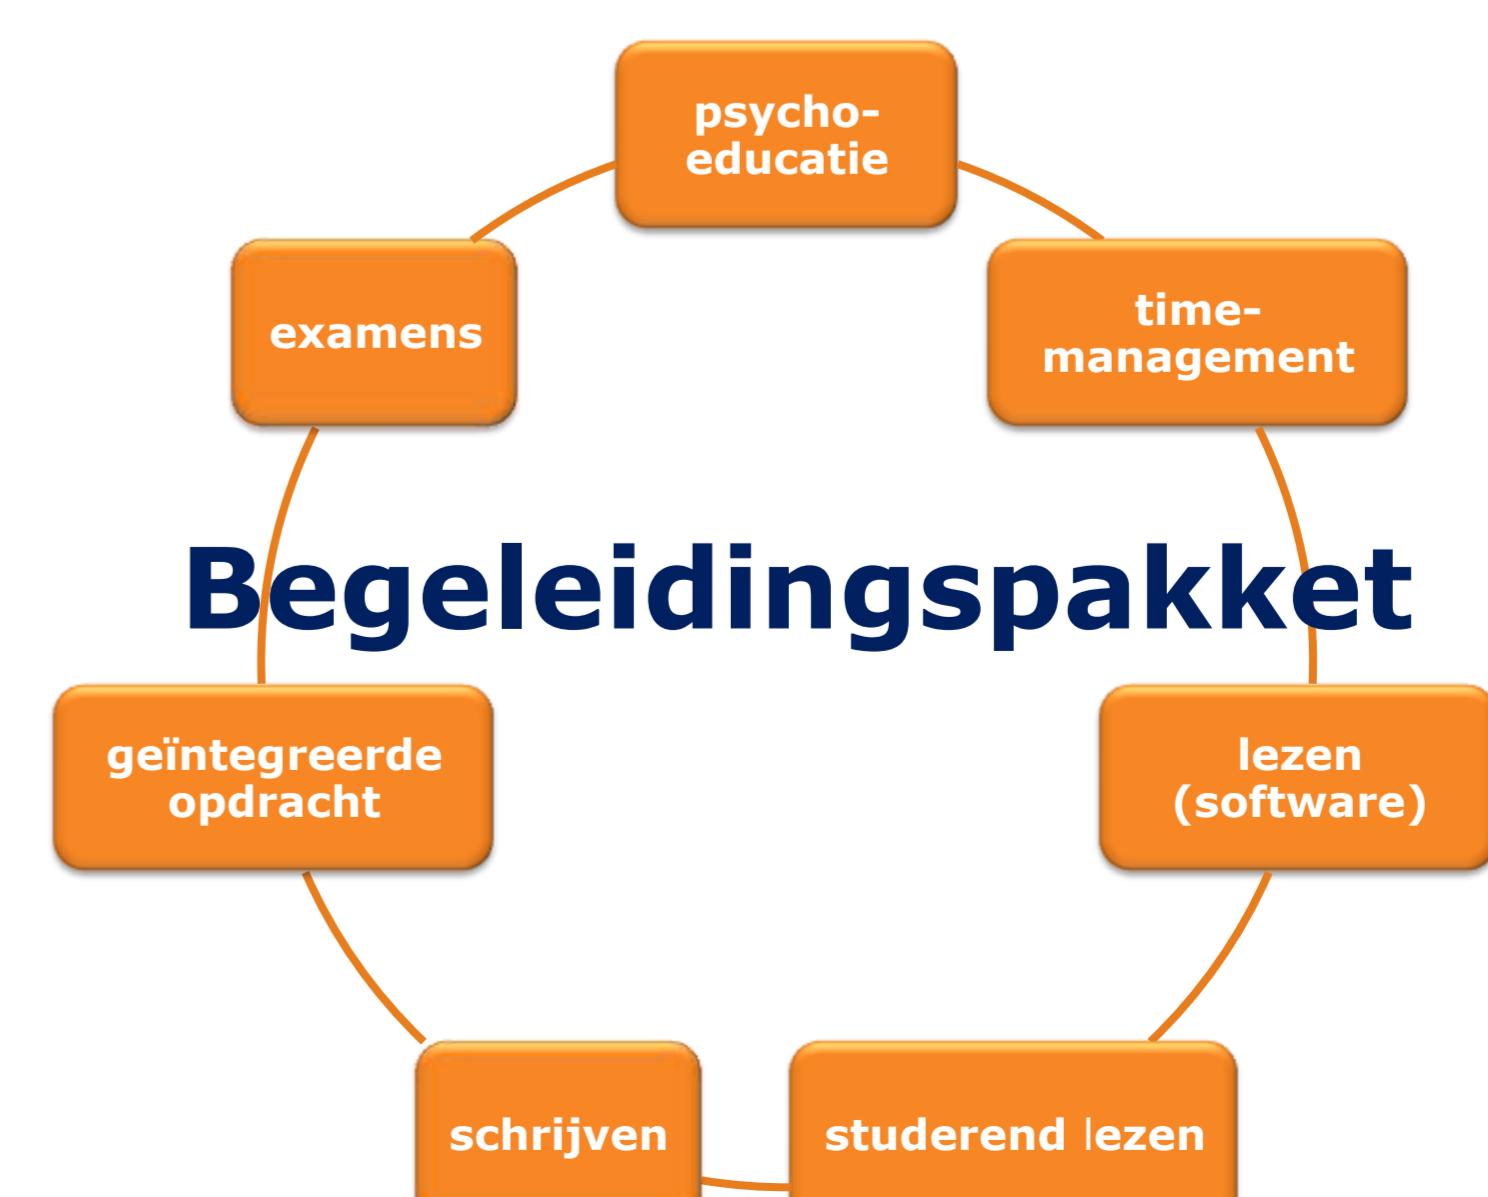 psycho-
educatie
time-
management
examens
Begeleidingspakket
lezen
(software)
geïntegreerde
opdracht
studerend lezen
schrijven